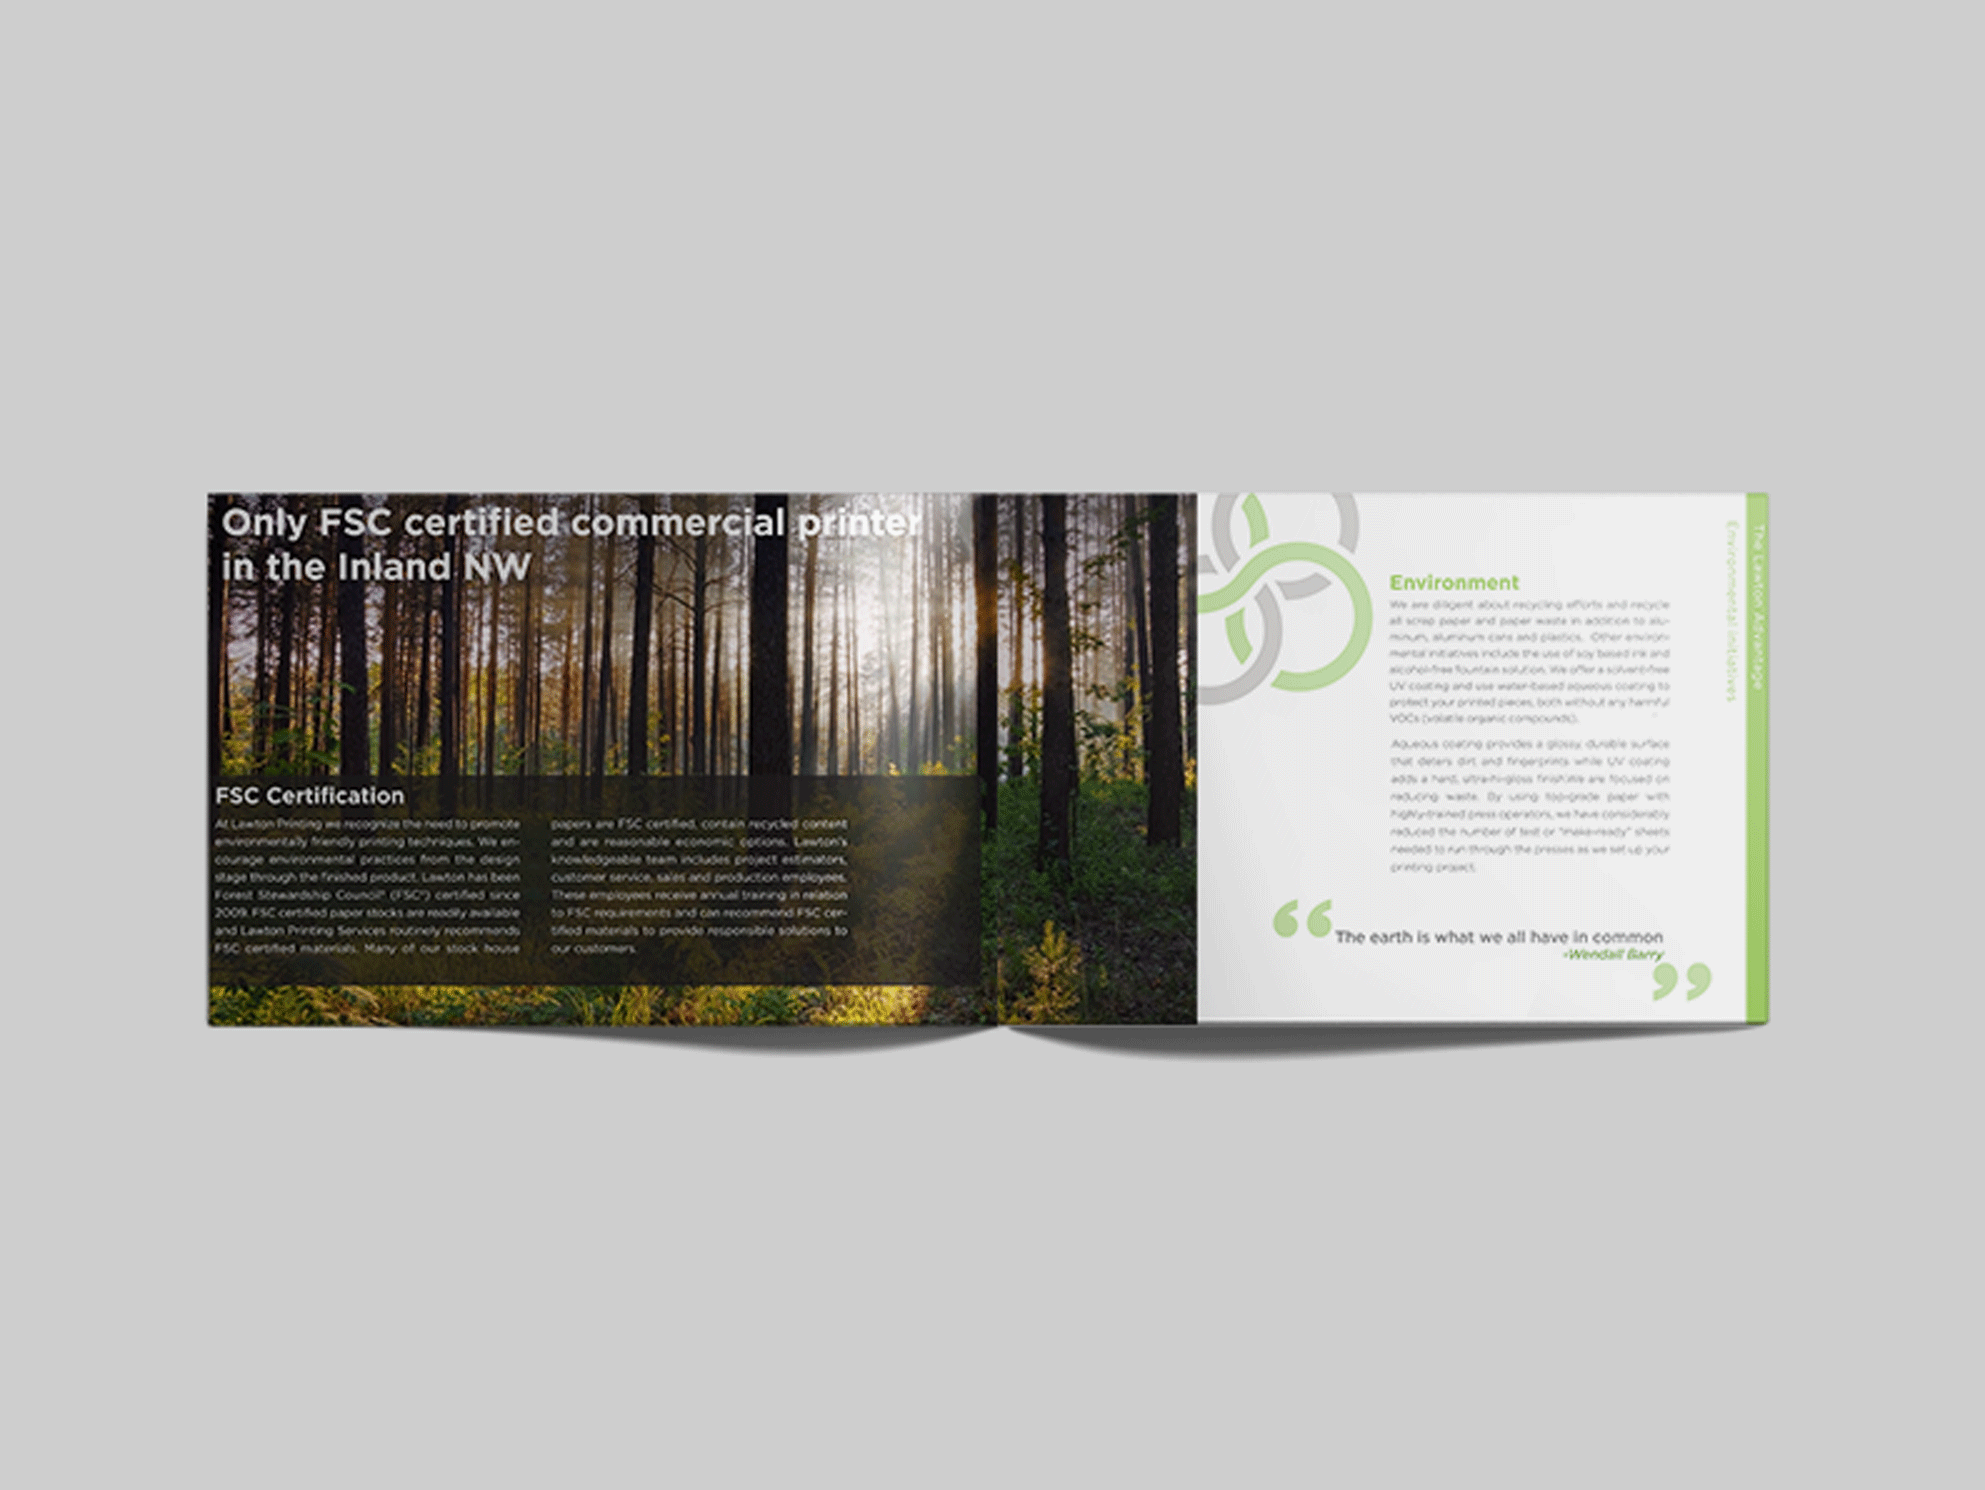 Only FSC certified commercial printer
in the Inland NW
FSC Certification
At Lawton Printing we recognize the need to promote
environmentally friendly printing techniques. We en-
courage environmental practices from the design
stage through the finished product. Lawton has been
Forest Stewardship Council® (FSC®) certified since
2009. FSC certified paper stocks are readily available
and Lawton Printing Services routinely recommends
FSC certified materials. Many of our stock house
papers are FSC certified, contain recycled content
and are reasonable economic options. Lawton's
knowledgeable team includes project estimators,
customer service, sales and production employees.
These employees receive annual training in relation
to FSC requirements and can recommend FSC cer-
tified materials to provide responsible solutions to
our customers.
Environment
We are diligent about recycling efforts and recycle
all scrap paper and paper waste in addition to alu-
minum, aluminum cans and plastics. Other environ-
mental initiatives include the use of soy based ink and
alcohol-free fountain solution. We offer a solvent-free
UV coating and use water-based aqueous coating to
protect your printed pieces, both without any harmful
VOCs (volatile organic compounds).
Aqueous coating provides a glossy, durable surface
that deters dirt and fingerprints while UV coating
adds a hard, ultra-hi-gloss finish.We are focused on
reducing waste. By using top-grade paper with
highly-trained press operators, we have considerably
reduced the number of test or "make-ready" sheets
needed to run through the presses as we set up your
printing project.
“The earth is what we all have in common
-Wendall Barry
”
The Lawton Advantage
Environmental Initiatives